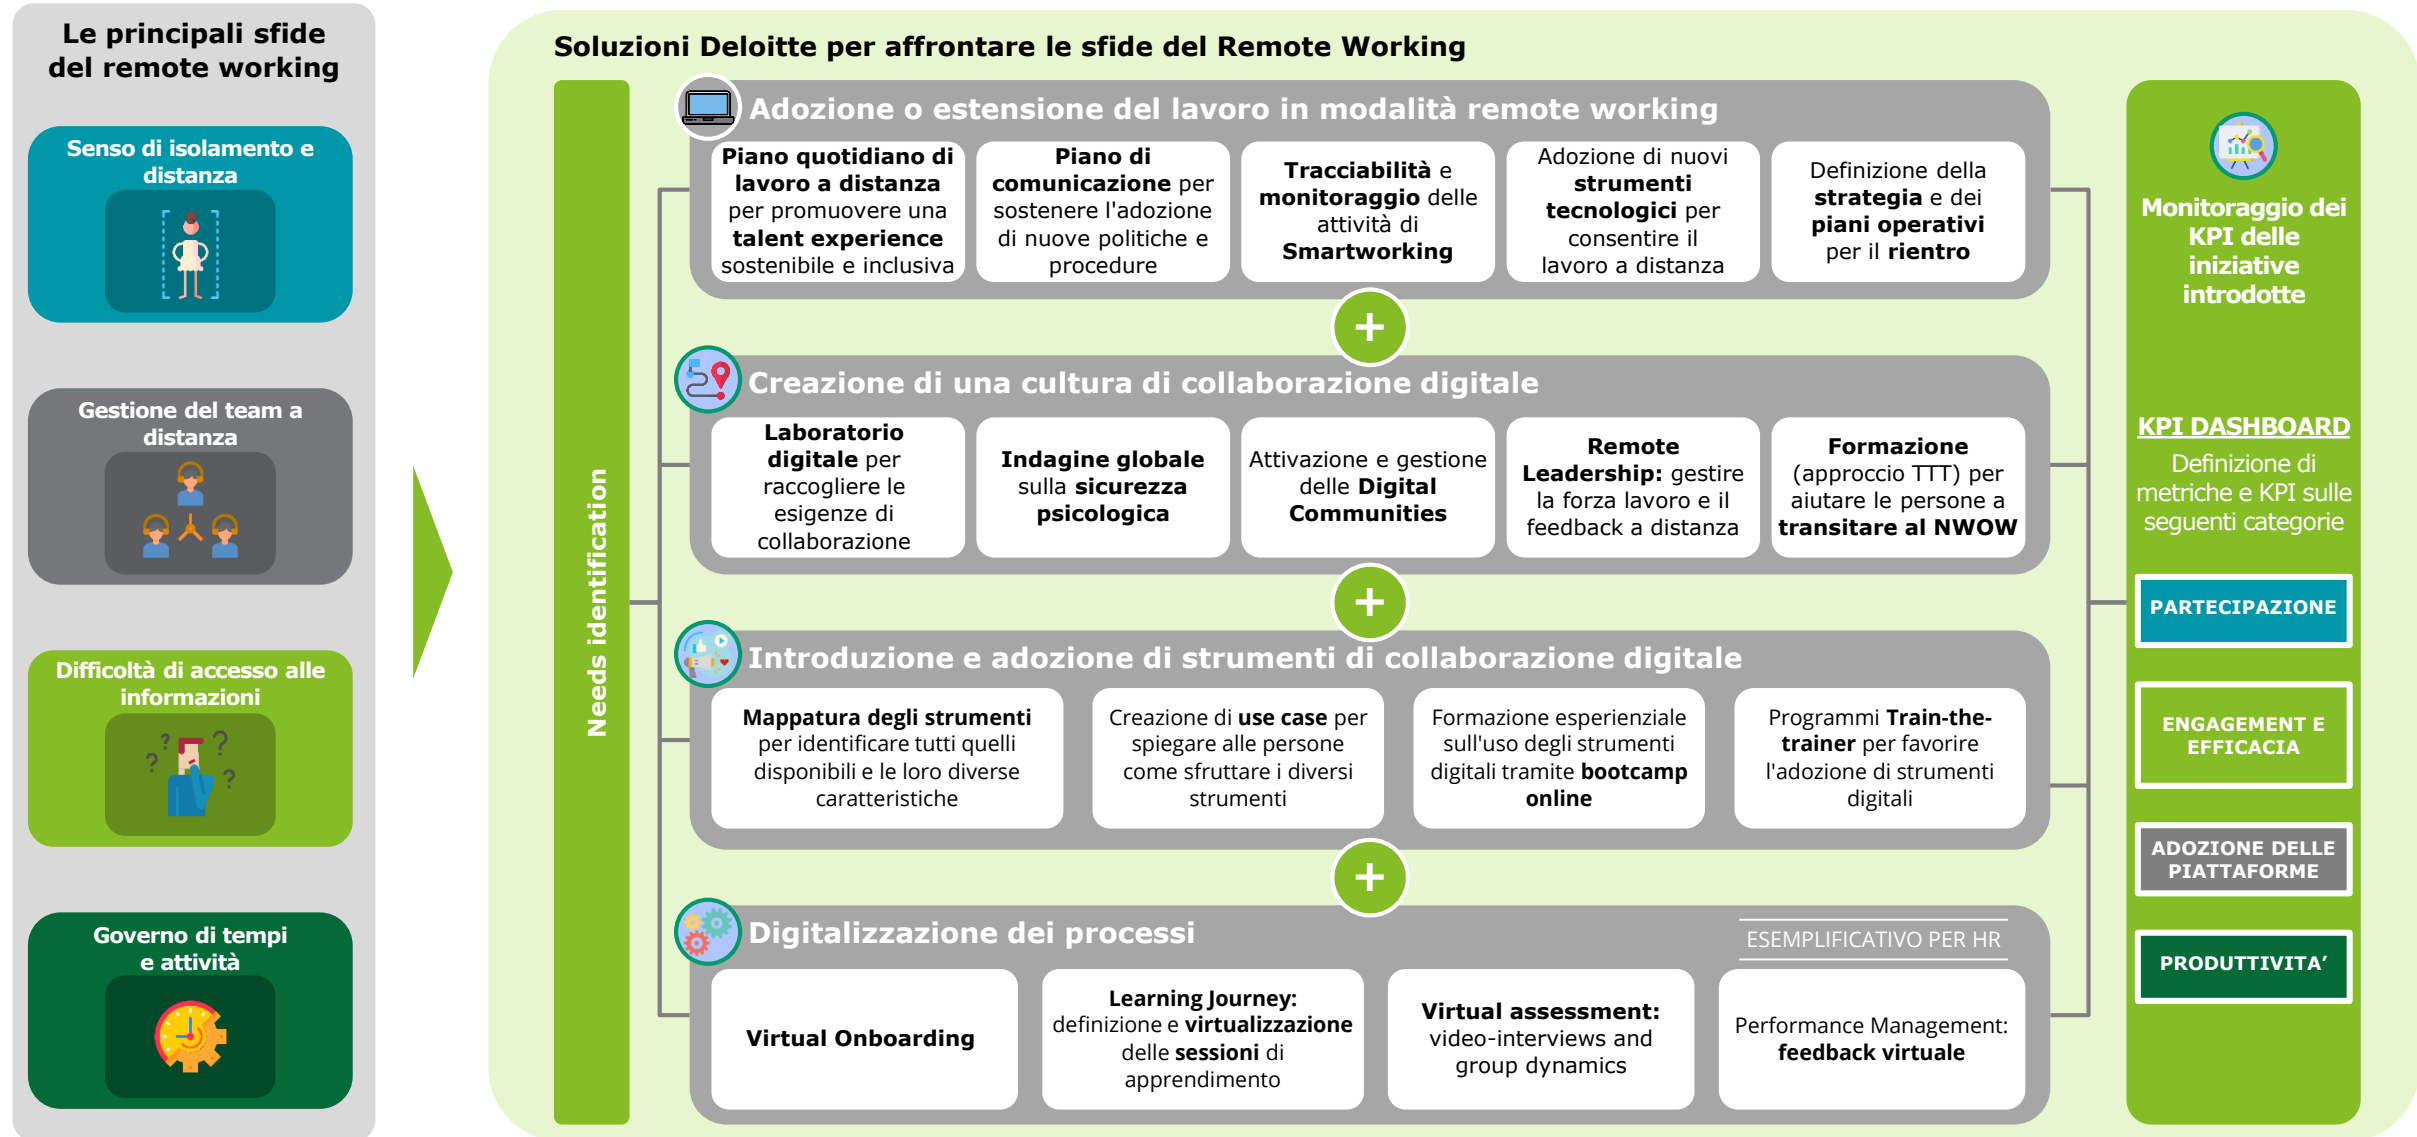 Le principali sfide
del remote working
Senso di isolamento e
distanza
Gestione del team a
distanza
Difficoltà di accesso alle
informazioni
? ? ? ?
Governo di tempi
e attività
Soluzioni Deloitte per affrontare le sfide del Remote Working
Needs identification
Adozione o estensione del lavoro in modalità remote working
Piano quotidiano di
lavoro a distanza
per promuovere una
talent experience
sostenibile e inclusiva
Piano di
comunicazione per
sostenere l'adozione
di nuove politiche e
procedure
Tracciabilità e
monitoraggio delle
attività di
Smartworking
Adozione di nuovi
strumenti
tecnologici per
consentire il
lavoro a distanza
Definizione della
strategia e dei
piani operativi
per il rientro
+
Creazione di una cultura di collaborazione digitale
Laboratorio
digitale per
raccogliere le
esigenze di
collaborazione
Indagine globale
sulla sicurezza
psicologica
Attivazione e gestione
delle Digital
Communities
Remote
Leadership: gestire
la forza lavoro e il
feedback a distanza
Formazione
(approccio TTT) per
aiutare le persone a
transitare al NWOW
+
Introduzione e adozione di strumenti di collaborazione digitale
Mappatura degli strumenti
per identificare tutti quelli
disponibili e le loro diverse
caratteristiche
Creazione di use case per
spiegare alle persone
come sfruttare i diversi
strumenti
Formazione esperienziale
sull'uso degli strumenti
digitali tramite bootcamp
online
Programmi Train-the-
trainer per favorire
l'adozione di strumenti
digitali
+
Digitalizzazione dei processi
ESEMPLIFICATIVO PER HR
Virtual Onboarding
Learning Journey:
definizione e virtualizzazione
delle sessioni di
apprendimento
Virtual assessment:
video-interviews and
group dynamics
Performance Management:
feedback virtuale
Monitoraggio dei
KPI delle
iniziative
introdotte
KPI DASHBOARD
Definizione di
metriche e KPI sulle
seguenti categorie
PARTECIPAZIONE
ENGAGEMENT E
EFFICACIA
ADOZIONE DELLE
PIATTAFORME
PRODUTTIVITA’